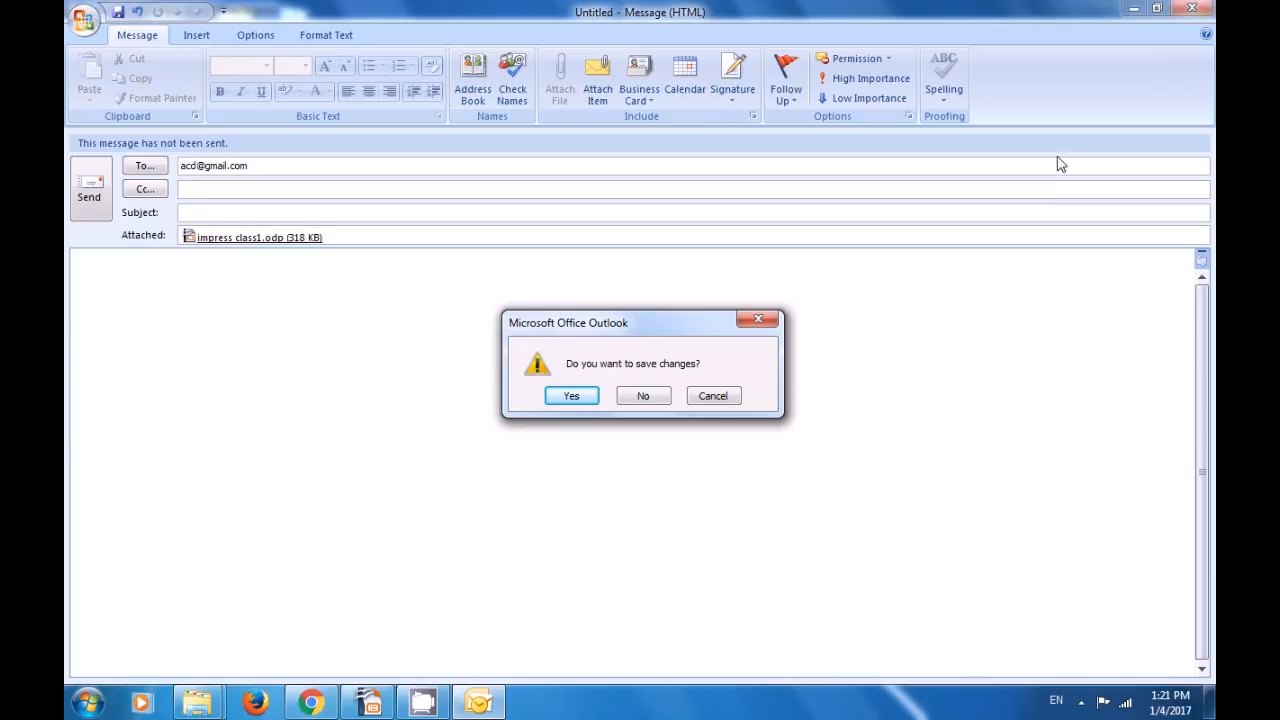 Untitled - Message (HTML)
Message Insert Options Format Text
Paste
Cut
Copy
Format Painter
Clipboard
B I U
ab A
Basic Text
Address Book
Check Names
Names
Attach File
Attach Item
Business Card
Calendar
Signature
Include
Follow Up
Permission
High Importance
Low Importance
Options
ABC
Spelling
Proofing
This message has not been sent.
Send
To... acd@gmail.com
Cc...
Subject:
Attached: impress class1.odp (318 KB)
Microsoft Office Outlook
Do you want to save changes?
Yes No Cancel
EN
1:21 PM
1/4/2017